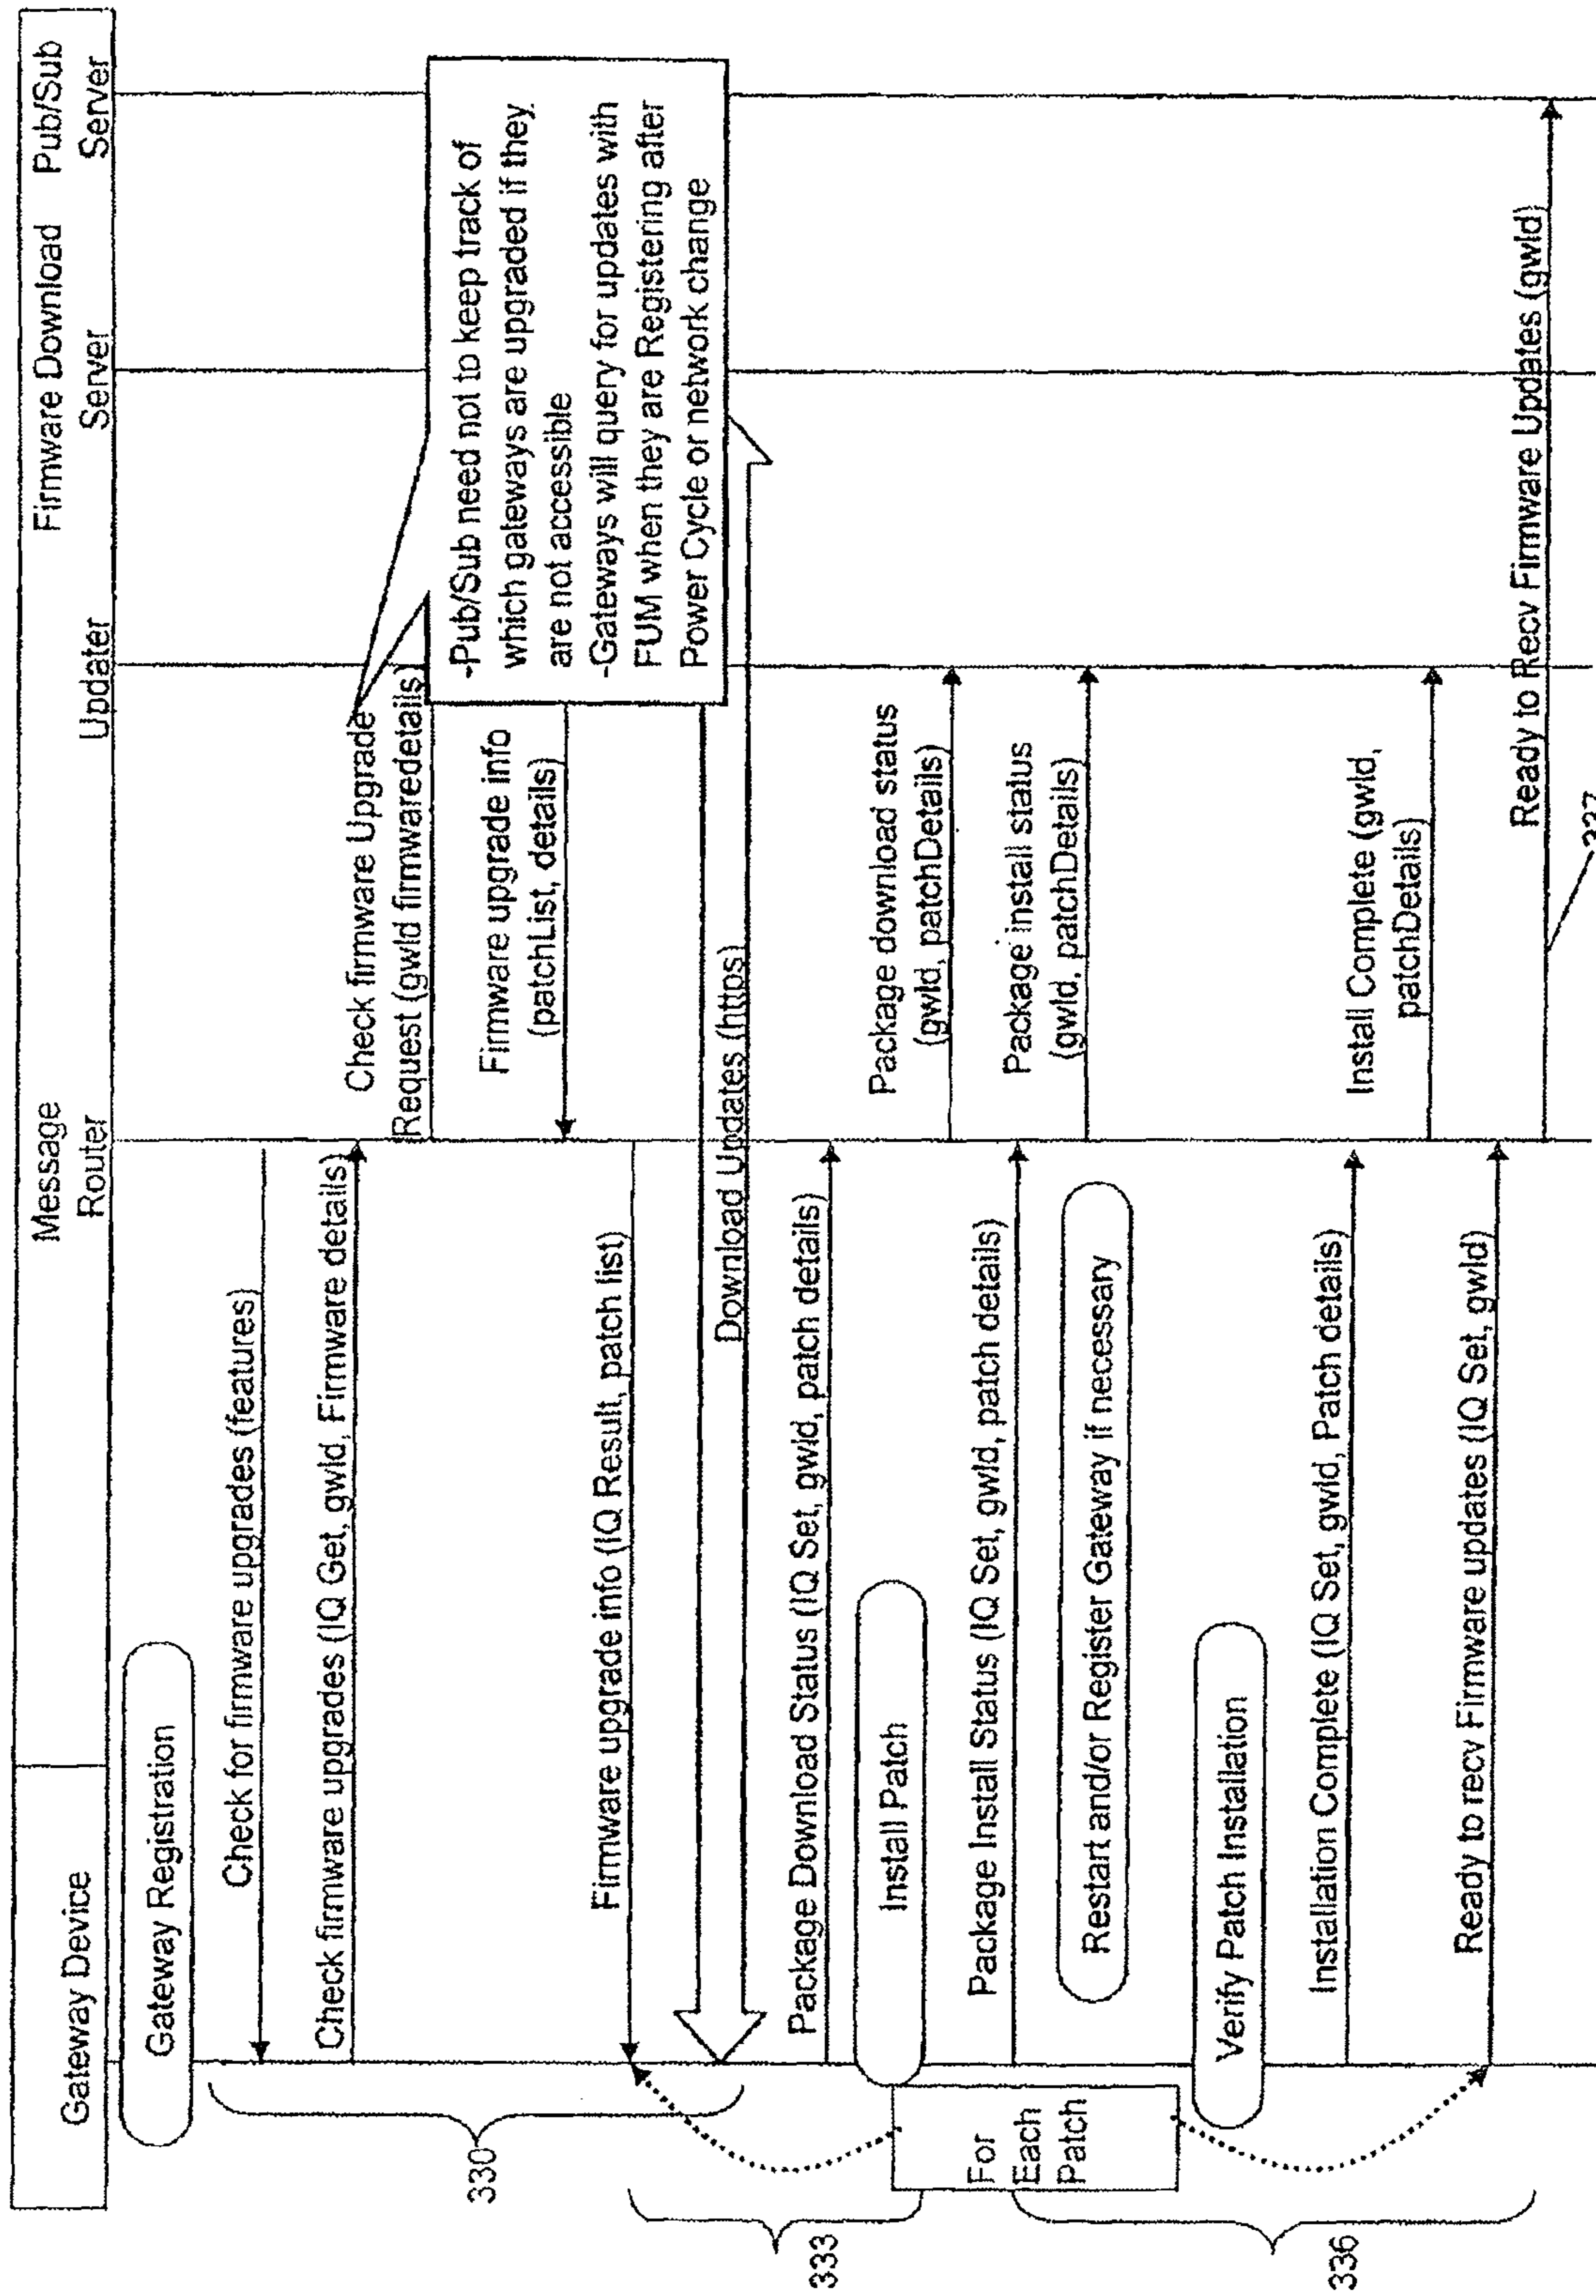 Gateway Device
Message
Router
Updater
Firmware Download
Server
Pub/Sub
Server
Gateway Registration
Check for firmware upgrades (features)
Check firmware upgrades (IQ Get, gwId, Firmware details)
Check firmware Upgrade
Request (gwId firmwaredetails)
-Pub/Sub need not to keep track of
which gateways are upgraded if they
are not accessible
-Gateways will query for updates with
FUM when they are Registering after
Power Cycle or network change
Firmware upgrade info
(patchList, details)
330
Firmware upgrade info (IQ Result, patch list)
Download Updates (https)
Package Download Status (IQ Set, gwId, patch details)
333
Install Patch
Package download status
(gwId, patchDetails)
For
Each
Patch
Package Install Status (IQ Set, gwId, patch details)
Package install status
(gwId, patchDetails)
Restart and/or Register Gateway if necessary
Verify Patch Installation
336
Installation Complete (IQ Set, gwId, Patch details)
Install Complete (gwId,
patchDetails)
Ready to recv Firmware updates (IQ Set, gwId)
Ready to Recv Firmware Updates (gwId)
337